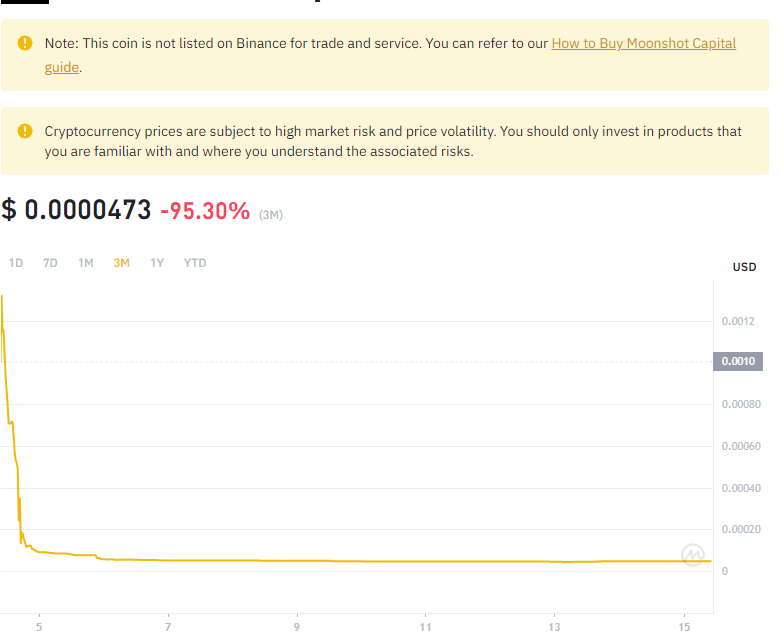 Note: This coin is not listed on Binance for trade and service. You can refer to our How to Buy Moonshot Capital
guide.
Cryptocurrency prices are subject to high market risk and price volatility. You should only invest in products that
you are familiar with and where you understand the associated risks.
$ 0.0000473 -95.30% (3M)
1D 7D 1M 3M 1Y YTD
USD
0.0012
0.0010
0.00080
0.00060
0.00040
0.00020
0
5 7 9 11 13 15